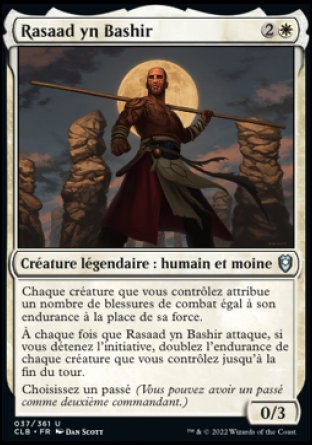 Rasaad yn Bashir 2
Créature légendaire : humain et moine
Chaque créature que vous contrôlez attribue
un nombre de blessures de combat égal à son
endurance à la place de sa force.
À chaque fois que Rasaad yn Bashir attaque, si
vous détenez l'initiative, doublez l'endurance de
chaque créature que vous contrôlez jusqu'à la
fin du tour.
Choisissez un passé (Vous pouvez avoir un passé
comme deuxième commandant.)
0/3
037/361 U
CLB • FR DAN SCOTT
™ & © 2022 Wizards of the Coast